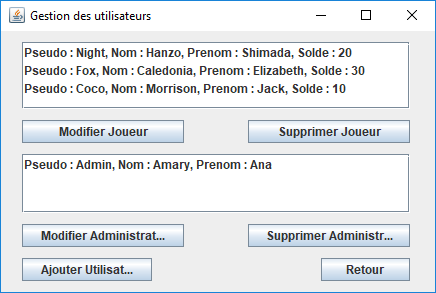 Gestion des utilisateurs
Pseudo : Night, Nom : Hanzo, Prenom : Shimada, Solde : 20
Pseudo : Fox, Nom : Caledonia, Prenom : Elizabeth, Solde : 30
Pseudo : Coco, Nom : Morrison, Prenom : Jack, Solde : 10
Modifier Joueur
Supprimer Joueur
Pseudo : Admin, Nom : Amary, Prenom : Ana
Modifier Administrat...
Supprimer Administr...
Ajouter Utilisat...
Retour